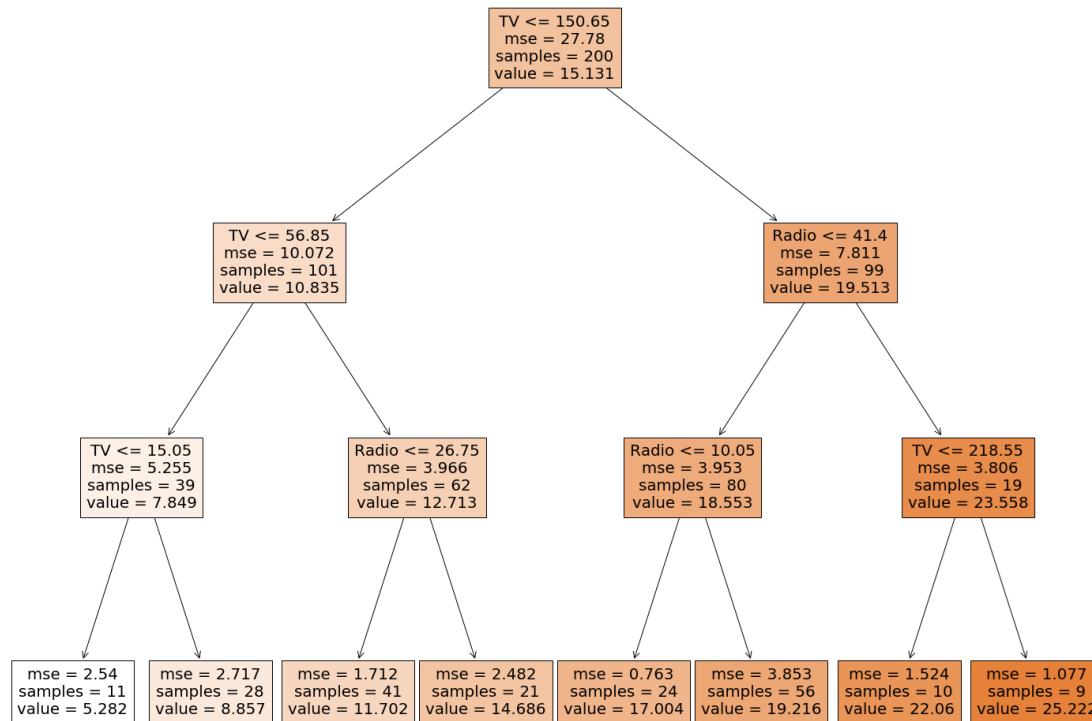 TV <= 150.65
mse = 27.78
samples = 200
value = 15.131
TV <= 56.85
mse = 10.072
samples = 101
value = 10.835
Radio <= 41.4
mse = 7.811
samples = 99
value = 19.513
TV <= 15.05
mse = 5.255
samples = 39
value = 7.849
Radio <= 26.75
mse = 3.966
samples = 62
value = 12.713
Radio <= 10.05
mse = 3.953
samples = 80
value = 18.553
TV <= 218.55
mse = 3.806
samples = 19
value = 23.558
mse = 2.54
samples = 11
value = 5.282
mse = 2.717
samples = 28
value = 8.857
mse = 1.712
samples = 41
value = 11.702
mse = 2.482
samples = 21
value = 14.686
mse = 0.763
samples = 24
value = 17.004
mse = 3.853
samples = 56
value = 19.216
mse = 1.524
samples = 10
value = 22.06
mse = 1.077
samples = 9
value = 25.222